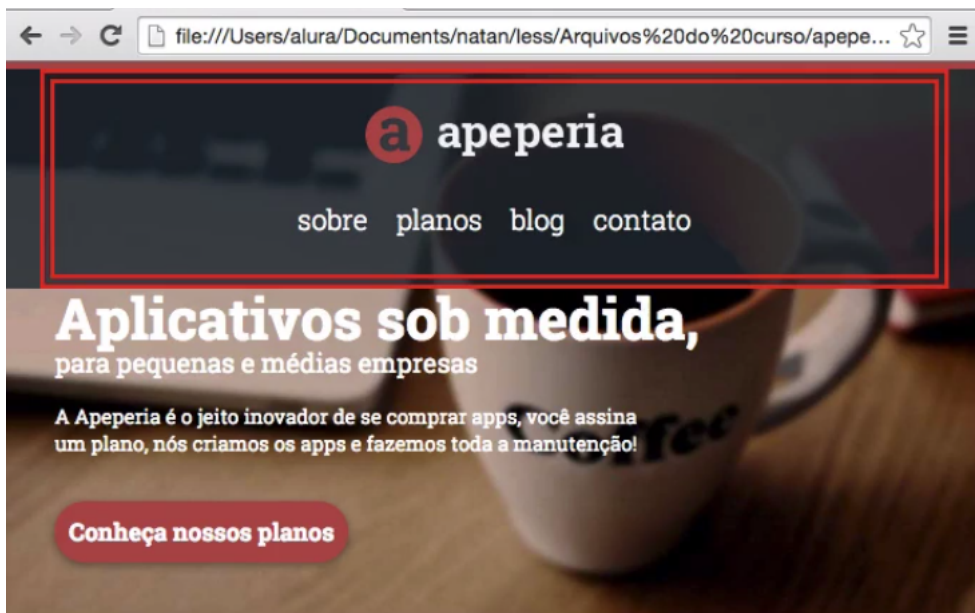 file:///Users/alura/Documents/natan/less/Arquivos%20do%20curso/apepe...
a apeperia
sobre planos blog contato
Aplicativos sob medida,
para pequenas e médias empresas
A Apeperia é o jeito inovador de se comprar apps, você assina
um plano, nós criamos os apps e fazemos toda a manutenção!
Coffee
Conheça nossos planos